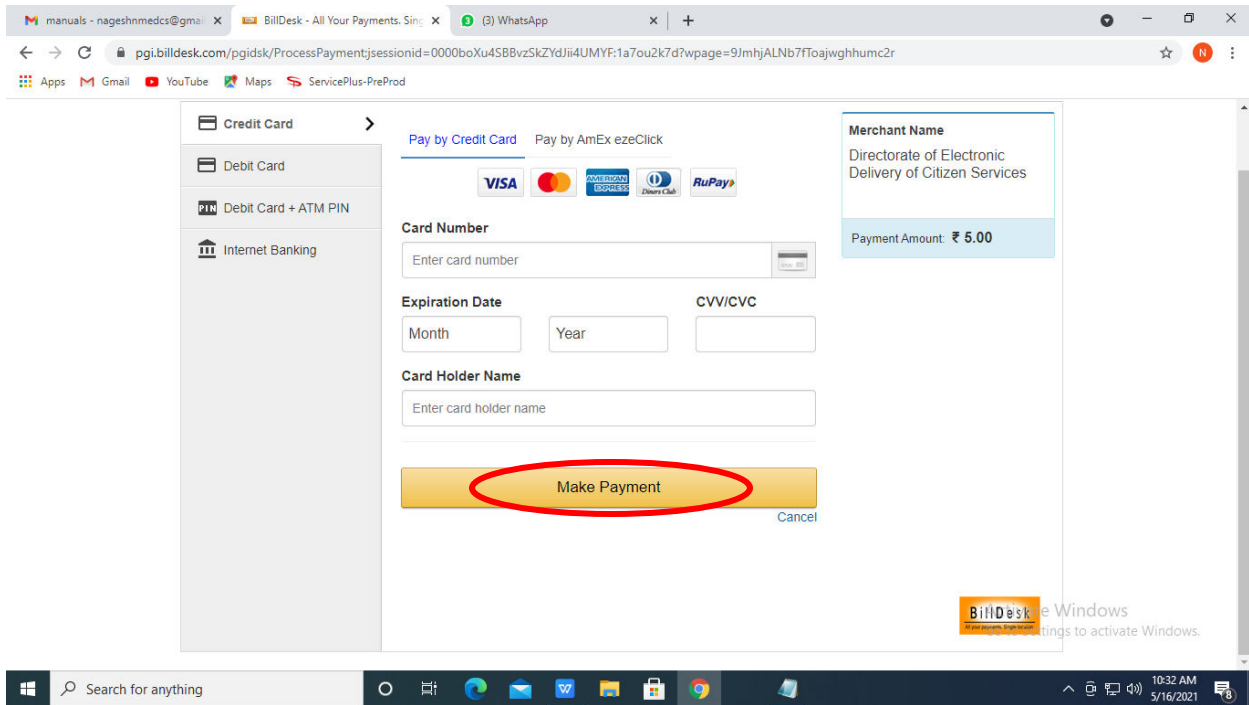 manuals - nageshnmedcs@gmai
BillDesk - All Your Payments. Sing
(3) WhatsApp
pgi.billdesk.com/pgidsk/ProcessPayment;jsessionid=0000boXu4SBBvzSkZYdJii4UMYF:1a7ou2k7d?wpage=9JmhjALNb7fToajwghhumc2r
N
Apps
Gmail
YouTube
Maps
ServicePlus-PreProd
Credit Card
Debit Card
PIN Debit Card + ATM PIN
Internet Banking
Pay by Credit Card Pay by AmEx ezeClick
VISA AMERICAN EXPRESS Diners Club RuPay
Card Number
Enter card number
Expiration Date CVV/CVC
Month Year
Card Holder Name
Enter card holder name
Make Payment
Cancel
Merchant Name
Directorate of Electronic
Delivery of Citizen Services
Payment Amount: ₹ 5.00
BillDesk
Windows
tings to activate Windows.
Search for anything
10:32 AM
5/16/2021
8